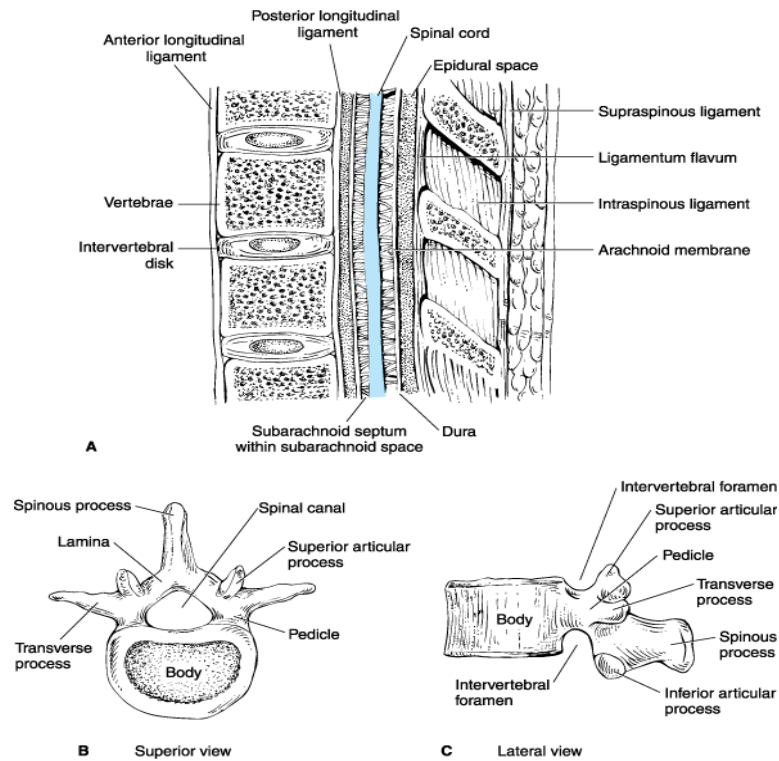 Posterior longitudinal
ligament
Spinal cord
Anterior longitudinal
ligament
Epidural space
Supraspinous ligament
Ligamentum flavum
Vertebrae
Intraspinous ligament
Intervertebral
disk
Arachnoid membrane
Subarachnoid septum
within subarachnoid space
Dura
A
Spinous process
Spinal canal
Lamina
Superior articular
process
Transverse
process
Pedicle
Body
B Superior view
Intervertebral foramen
Superior articular
process
Pedicle
Transverse
process
Body
Spinous
process
Intervertebral
foramen
Inferior articular
process
C Lateral view